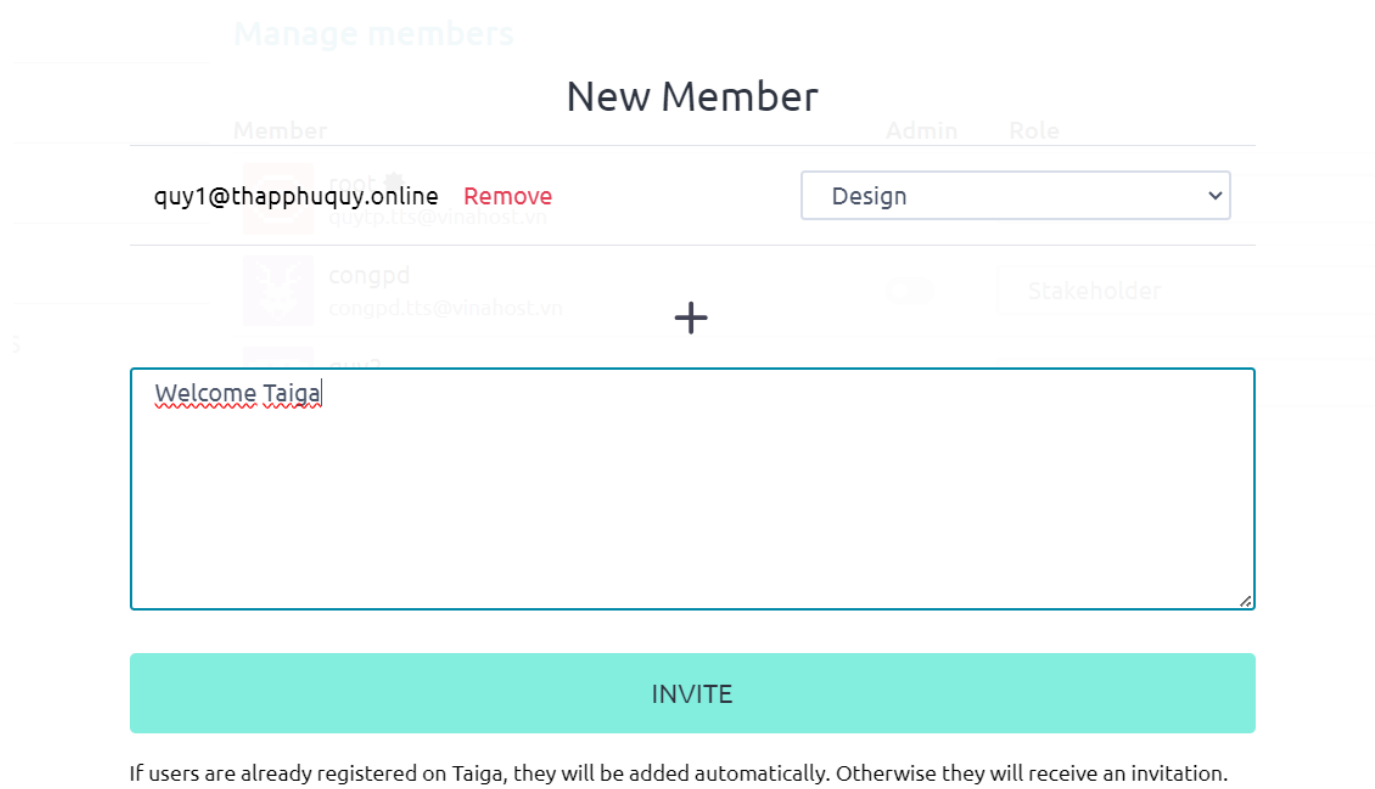 Manage members
New Member
Member Admin Role
root
quy1@thapphuquy.online Remove Design
quytp.tts@vinahost.vn
congpd
Stakeholder
congpd.tts@vinahost.vn
+
Welcome Taiga
INVITE
If users are already registered on Taiga, they will be added automatically. Otherwise they will receive an invitation.